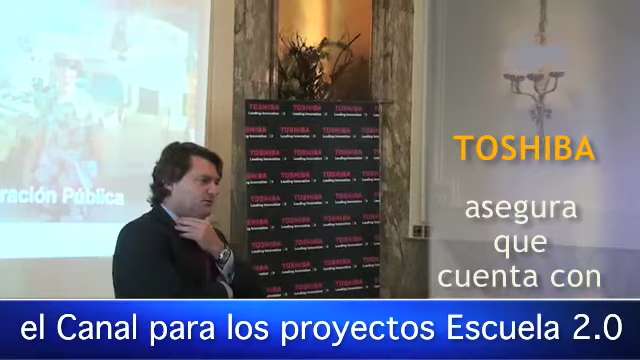 ración Pública
TOSHIBA
Leading Innovation
TOSHIBA
asegura
que
cuenta con
el Canal para los proyectos Escuela 2.0